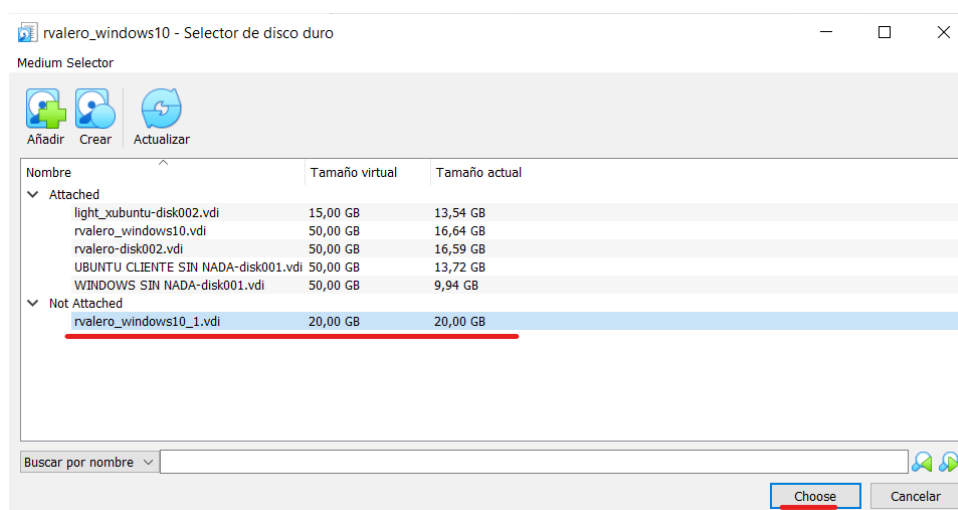 rvalero_windows10 - Selector de disco duro
Medium Selector
Añadir Crear Actualizar
Nombre Tamaño virtual Tamaño actual
Attached
light_xubuntu-disk002.vdi 15,00 GB 13,54 GB
rvalero_windows10.vdi 50,00 GB 16,64 GB
rvalero-disk002.vdi 50,00 GB 16,59 GB
UBUNTU CLIENTE SIN NADA-disk001.vdi 50,00 GB 13,72 GB
WINDOWS SIN NADA-disk001.vdi 50,00 GB 9,94 GB
Not Attached
rvalero_windows10_1.vdi 20,00 GB 20,00 GB
Buscar por nombre
Choose Cancelar